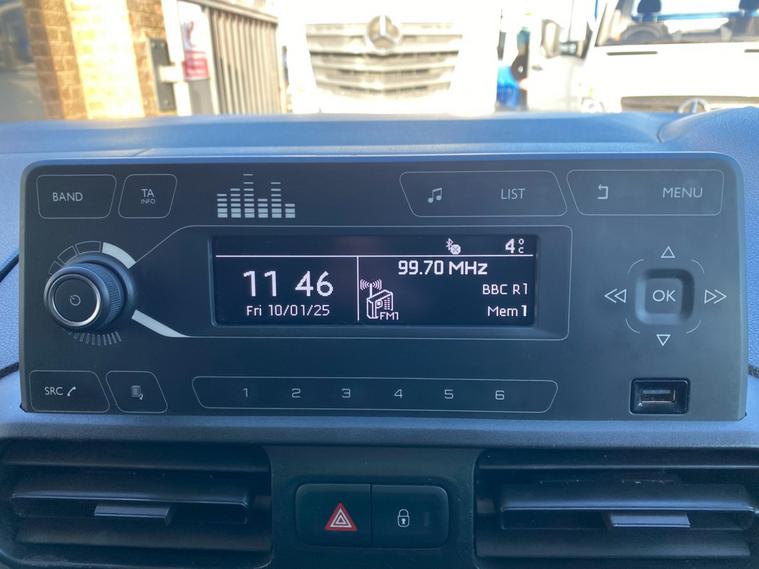 BAND
TA
INFO
LIST
MENU
4°C
11 46
Fri 10/01/25
99.70 MHz
BBC R1
FM1
Mem 1
OK
SRC
1 2 3 4 5 6